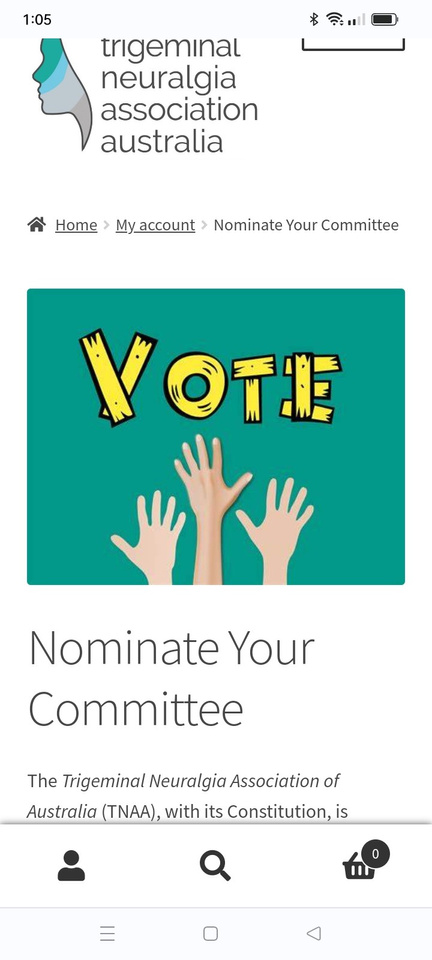 1:05
trigeminal
neuralgia
association
australia
Home > My account > Nominate Your Committee
VOTE
Nominate Your
Committee
The Trigeminal Neuralgia Association of
Australia (TNAA), with its Constitution, is
0